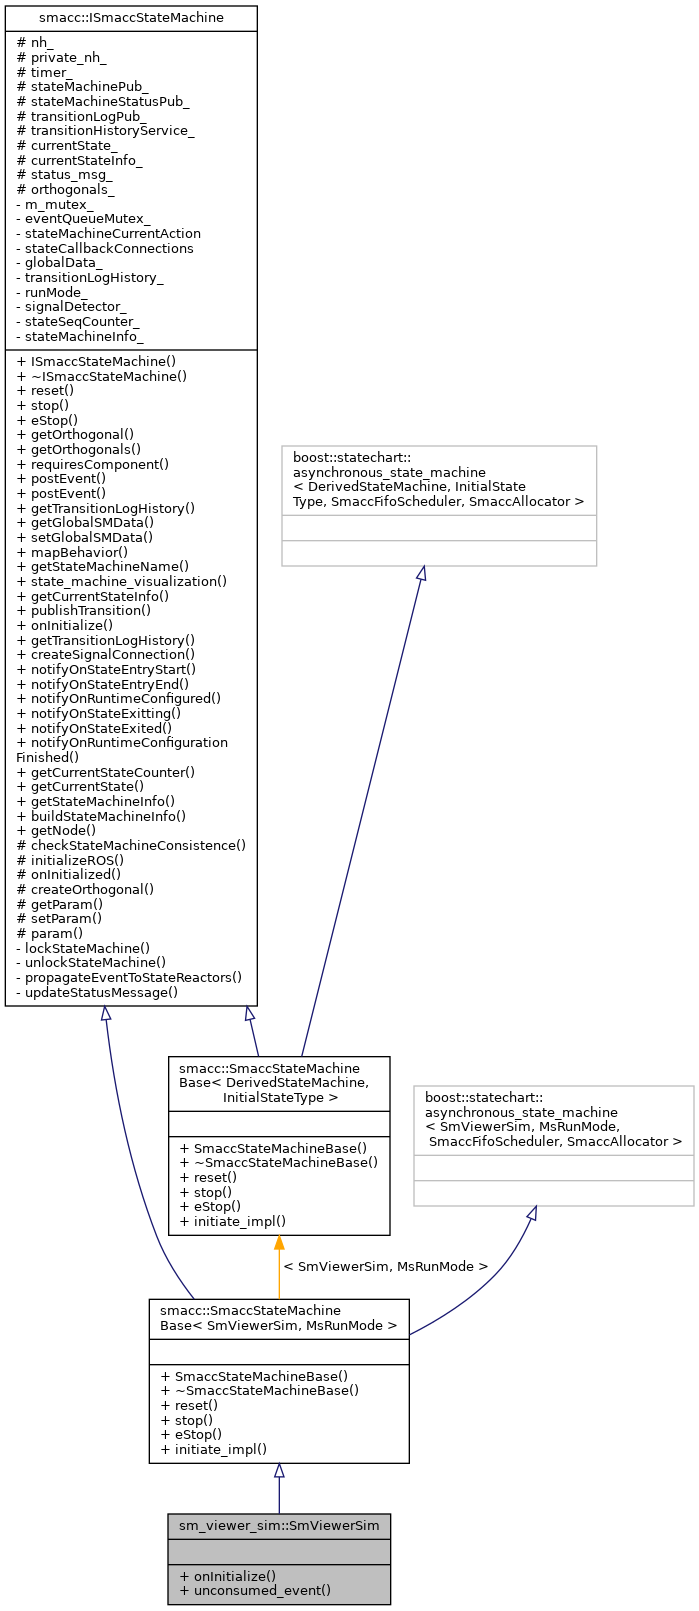 smacc::ISmaccStateMachine
# nh_
# private_nh_
# timer_
# stateMachinePub_
# stateMachineStatusPub_
# transitionLogPub_
# transitionHistoryService_
# currentState_
# currentStateInfo_
# status_msg_
# orthogonals_
- m_mutex_
- eventQueueMutex_
- stateMachineCurrentAction
- stateCallbackConnections
- globalData_
- transitionLogHistory_
- runMode_
- signalDetector_
- stateSeqCounter_
- stateMachineInfo_
+ ISmaccStateMachine()
+ ~ISmaccStateMachine()
+ reset()
+ stop()
+ eStop()
+ getOrthogonal()
+ getOrthogonals()
+ requiresComponent()
+ postEvent()
+ postEvent()
+ getTransitionLogHistory()
+ getGlobalSMData()
+ setGlobalSMData()
+ mapBehavior()
+ getStateMachineName()
+ state_machine_visualization()
+ getCurrentStateInfo()
+ publishTransition()
+ onInitialize()
+ getTransitionLogHistory()
+ createSignalConnection()
+ notifyOnStateEntryStart()
+ notifyOnStateEntryEnd()
+ notifyOnRuntimeConfigured()
+ notifyOnStateExitting()
+ notifyOnStateExited()
+ notifyOnRuntimeConfiguration
Finished()
+ getCurrentStateCounter()
+ getCurrentState()
+ getStateMachineInfo()
+ buildStateMachineInfo()
+ getNode()
# checkStateMachineConsistence()
# initializeROS()
# onInitialized()
# createOrthogonal()
# getParam()
# setParam()
# param()
- lockStateMachine()
- unlockStateMachine()
- propagateEventToStateReactors()
- updateStatusMessage()
boost::statechart::
asynchronous_state_machine
< DerivedStateMachine, InitialState
Type, SmaccFifoScheduler, SmaccAllocator >
smacc::SmaccStateMachine
Base< DerivedStateMachine,
InitialStateType >
+ SmaccStateMachineBase()
+ ~SmaccStateMachineBase()
+ reset()
+ stop()
+ eStop()
+ initiate_impl()
boost::statechart::
asynchronous_state_machine
< SmViewerSim, MsRunMode,
SmaccFifoScheduler, SmaccAllocator >
< SmViewerSim, MsRunMode >
smacc::SmaccStateMachine
Base< SmViewerSim, MsRunMode >
+ SmaccStateMachineBase()
+ ~SmaccStateMachineBase()
+ reset()
+ stop()
+ eStop()
+ initiate_impl()
sm_viewer_sim::SmViewerSim
+ onInitialize()
+ unconsumed_event()